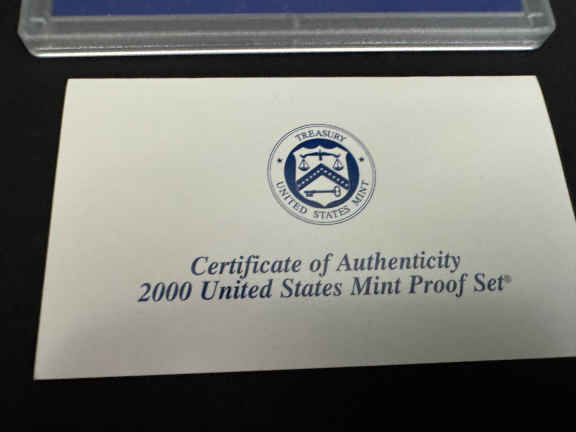 TREASURY
UNITED STATES MINT
Certificate of Authenticity
2000 United States Mint Proof Set®